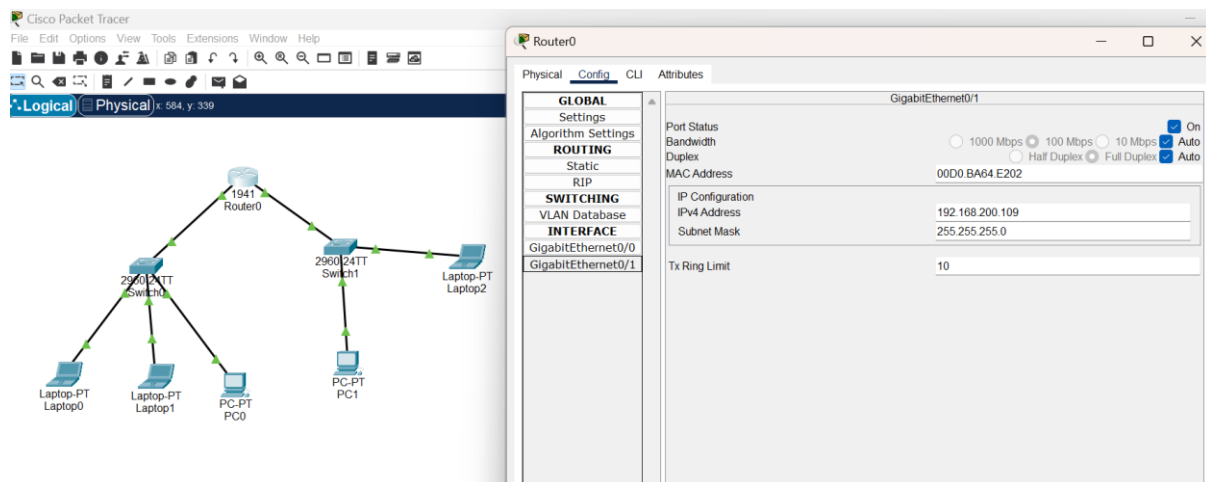 Cisco Packet Tracer
File Edit Options View Tools Extensions Window Help
Logical Physical x: 584, y: 339
1941
Router0
2960-24TT
Switch0
2960-24TT
Switch1
Laptop-PT
Laptop2
Laptop-PT
Laptop0
Laptop-PT
Laptop1
PC-PT
PC0
PC-PT
PC1
Router0
Physical Config CLI Attributes
GLOBAL
Settings
Algorithm Settings
ROUTING
Static
RIP
SWITCHING
VLAN Database
INTERFACE
GigabitEthernet0/0
GigabitEthernet0/1
GigabitEthernet0/1
Port Status On
Bandwidth 1000 Mbps 100 Mbps 10 Mbps Auto
Duplex Half Duplex Full Duplex Auto
MAC Address 00D0.BA64.E202
IP Configuration
IPv4 Address 192.168.200.109
Subnet Mask 255.255.255.0
Tx Ring Limit 10